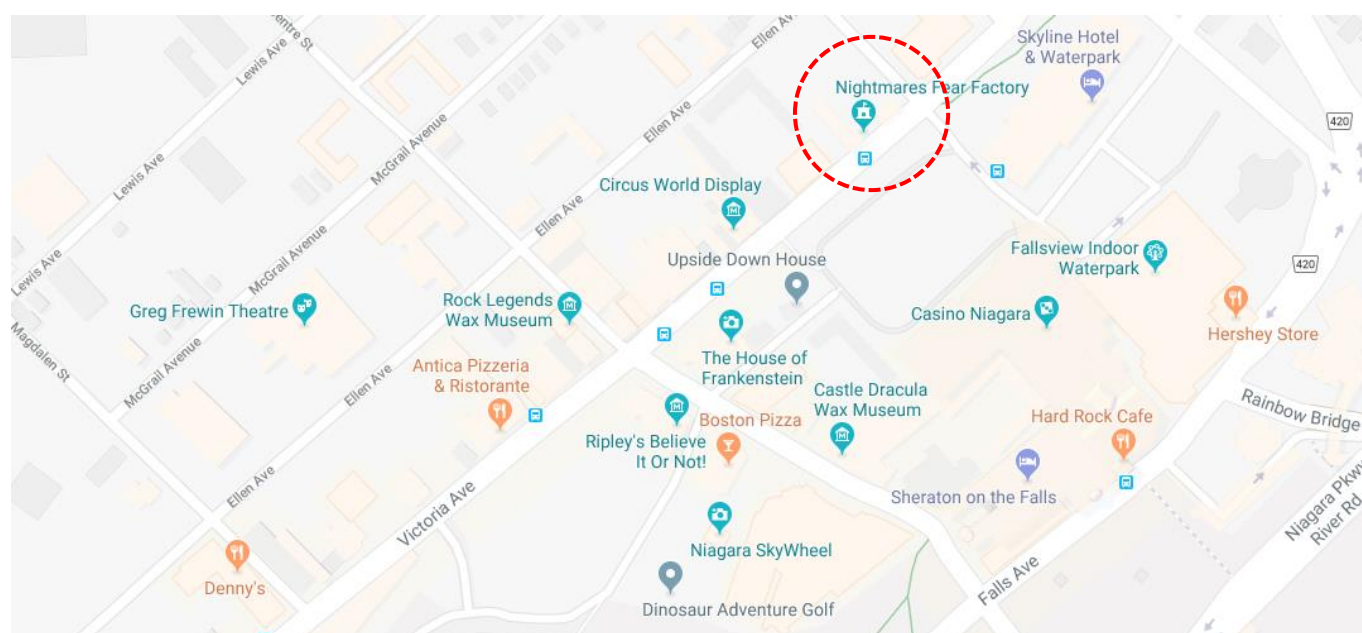 Centre St
Lewis Ave
Ellen Ave
Skyline Hotel
& Waterpark
Nightmares Fear Factory
420
Ellen Ave
McGrail Avenue
Lewis Ave
Circus World Display
Ellen Ave
Upside Down House
Fallsview Indoor
Waterpark
420
Lewis Ave
McGrail Avenue
Greg Frewin Theatre
Rock Legends
Wax Museum
Casino Niagara
Hershey Store
Magdalen St
The House of
Frankenstein
Antica Pizzeria
& Ristorante
Ellen Ave
McGrail Avenue
Castle Dracula
Wax Museum
Rainbow Bridge
Boston Pizza
Hard Rock Cafe
Ripley's Believe
It Or Not!
Ellen Ave
Sheraton on the Falls
Niagara Pkwy
River Rd
Victoria Ave
Niagara SkyWheel
Denny's
Falls Ave
Dinosaur Adventure Golf